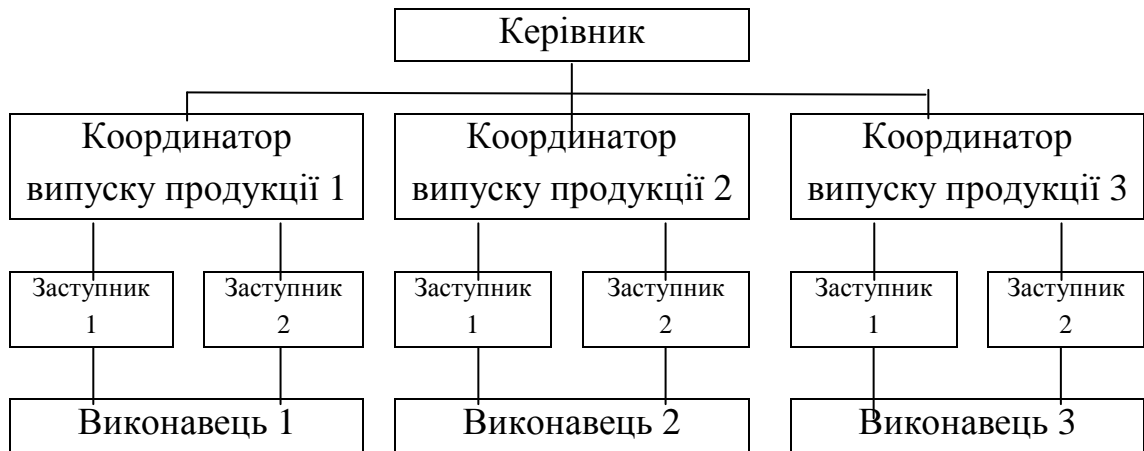 Керівник
Координатор
випуску продукції 1
Координатор
випуску продукції 2
Координатор
випуску продукції 3
Заступник
1
Заступник
2
Заступник
1
Заступник
2
Заступник
1
Заступник
2
Виконавець 1
Виконавець 2
Виконавець 3